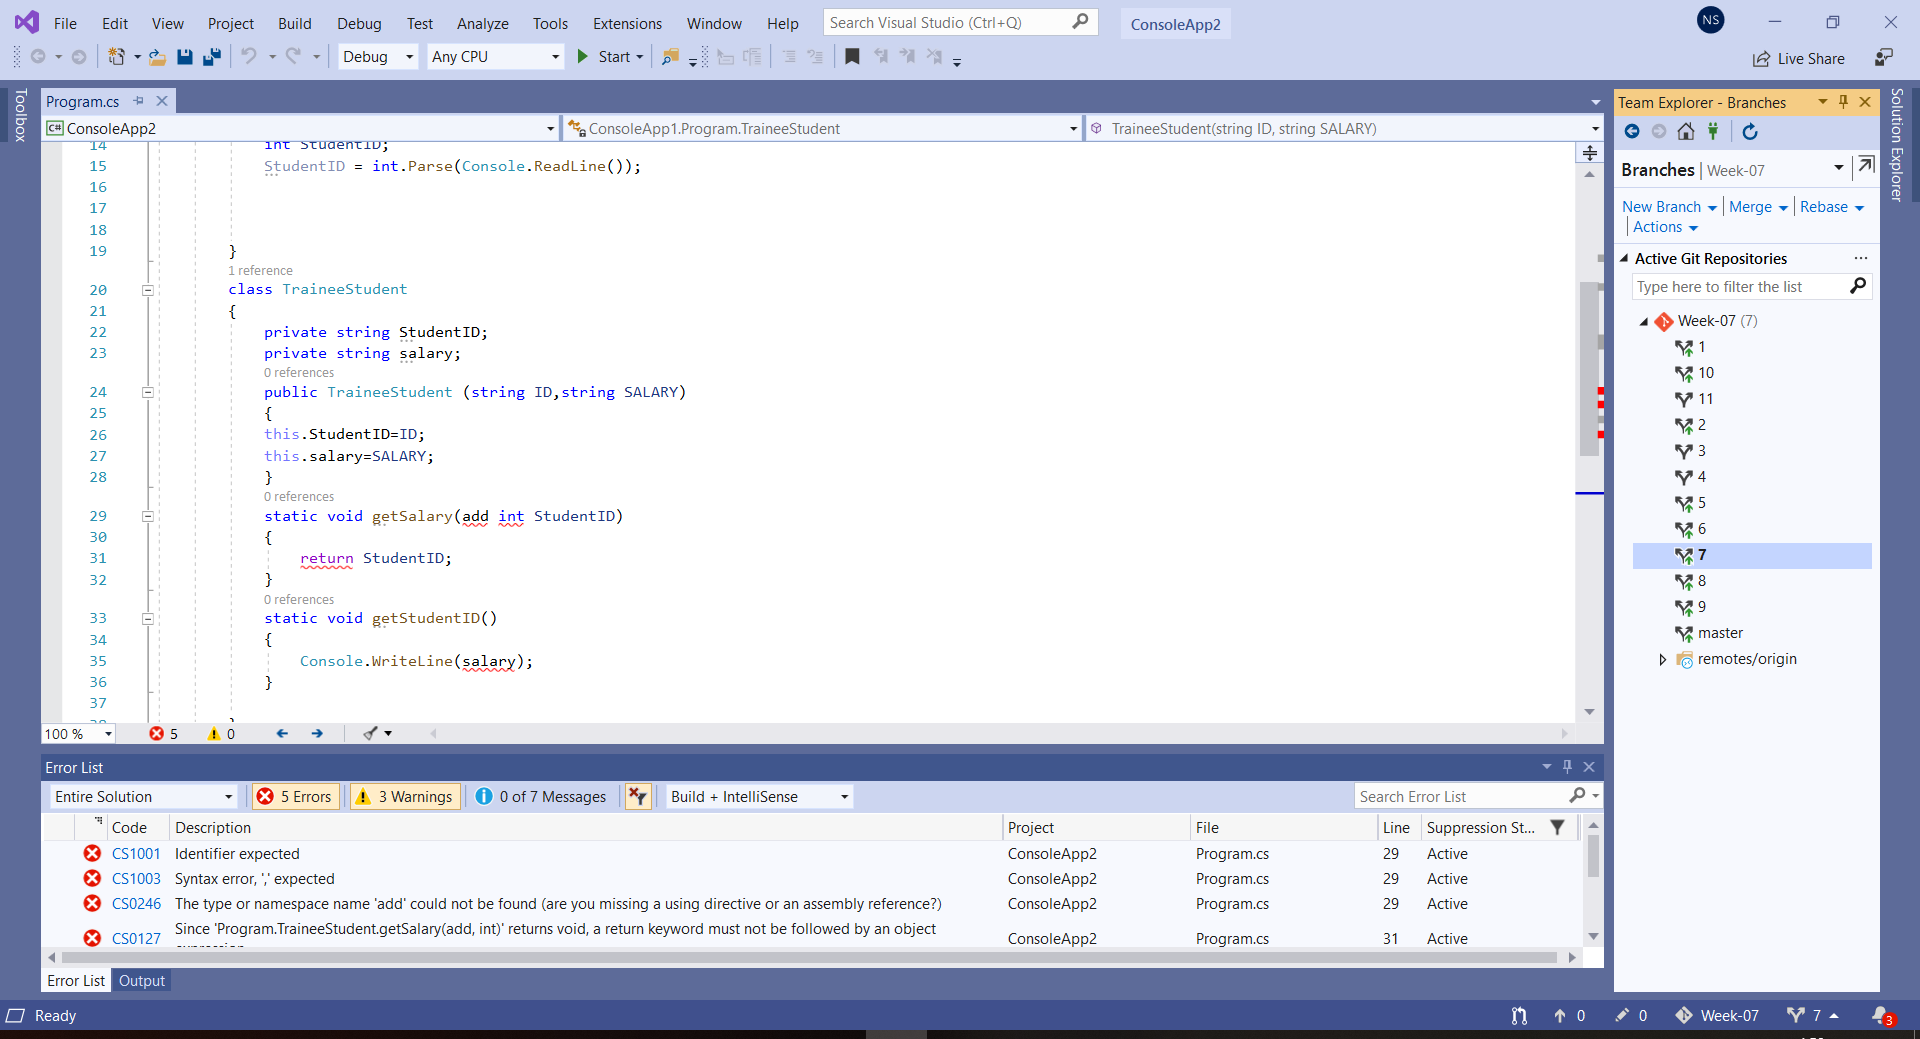 File Edit View Project Build Debug Test Analyze Tools Extensions Window Help Search Visual Studio (Ctrl+Q) ConsoleApp2 NS
Debug Any CPU Start Live Share
Toolbox
Program.cs
ConsoleApp2 ConsoleApp1.Program.TraineeStudent TraineeStudent(string ID, string SALARY)
14 int StudentID;
15 StudentID = int.Parse(Console.ReadLine());
16
17
18
19 }
1 reference
20 class TraineeStudent
21 {
22 private string StudentID;
23 private string salary;
0 references
24 public TraineeStudent (string ID,string SALARY)
25 {
26 this.StudentID=ID;
27 this.salary=SALARY;
28 }
0 references
29 static void getSalary(add int StudentID)
30 {
31 return StudentID;
32 }
0 references
33 static void getStudentID()
34 {
35 Console.WriteLine(salary);
36 }
37
38 }
100 % 5 0
Error List
Entire Solution 5 Errors 3 Warnings 0 of 7 Messages Build + IntelliSense Search Error List
Code Description Project File Line Suppression St...
CS1001 Identifier expected ConsoleApp2 Program.cs 29 Active
CS1003 Syntax error, ',' expected ConsoleApp2 Program.cs 29 Active
CS0246 The type or namespace name 'add' could not be found (are you missing a using directive or an assembly reference?) ConsoleApp2 Program.cs 29 Active
CS0127 Since 'Program.TraineeStudent.getSalary(add, int)' returns void, a return keyword must not be followed by an object ConsoleApp2 Program.cs 31 Active
expression
Error List Output
Team Explorer - Branches
Branches | Week-07
New Branch Merge Rebase
Actions
Active Git Repositories ...
Type here to filter the list
Week-07 (7)
1
10
11
2
3
4
5
6
7
8
9
master
remotes/origin
Solution Explorer
Ready 0 0 Week-07 7 3